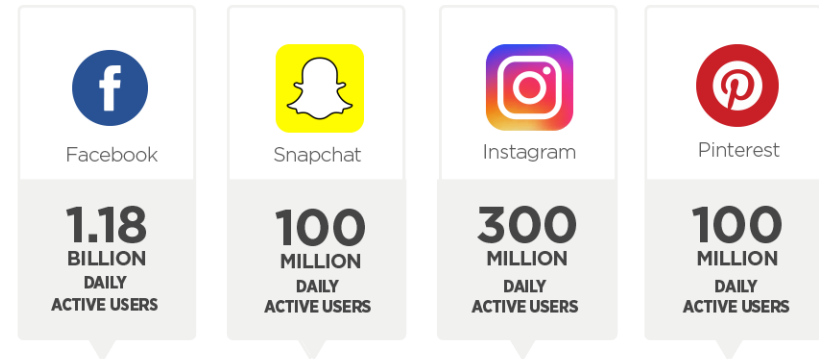 Facebook
1.18
BILLION
DAILY
ACTIVE USERS
Snapchat
100
MILLION
DAILY
ACTIVE USERS
Instagram
300
MILLION
DAILY
ACTIVE USERS
Pinterest
100
MILLION
DAILY
ACTIVE USERS